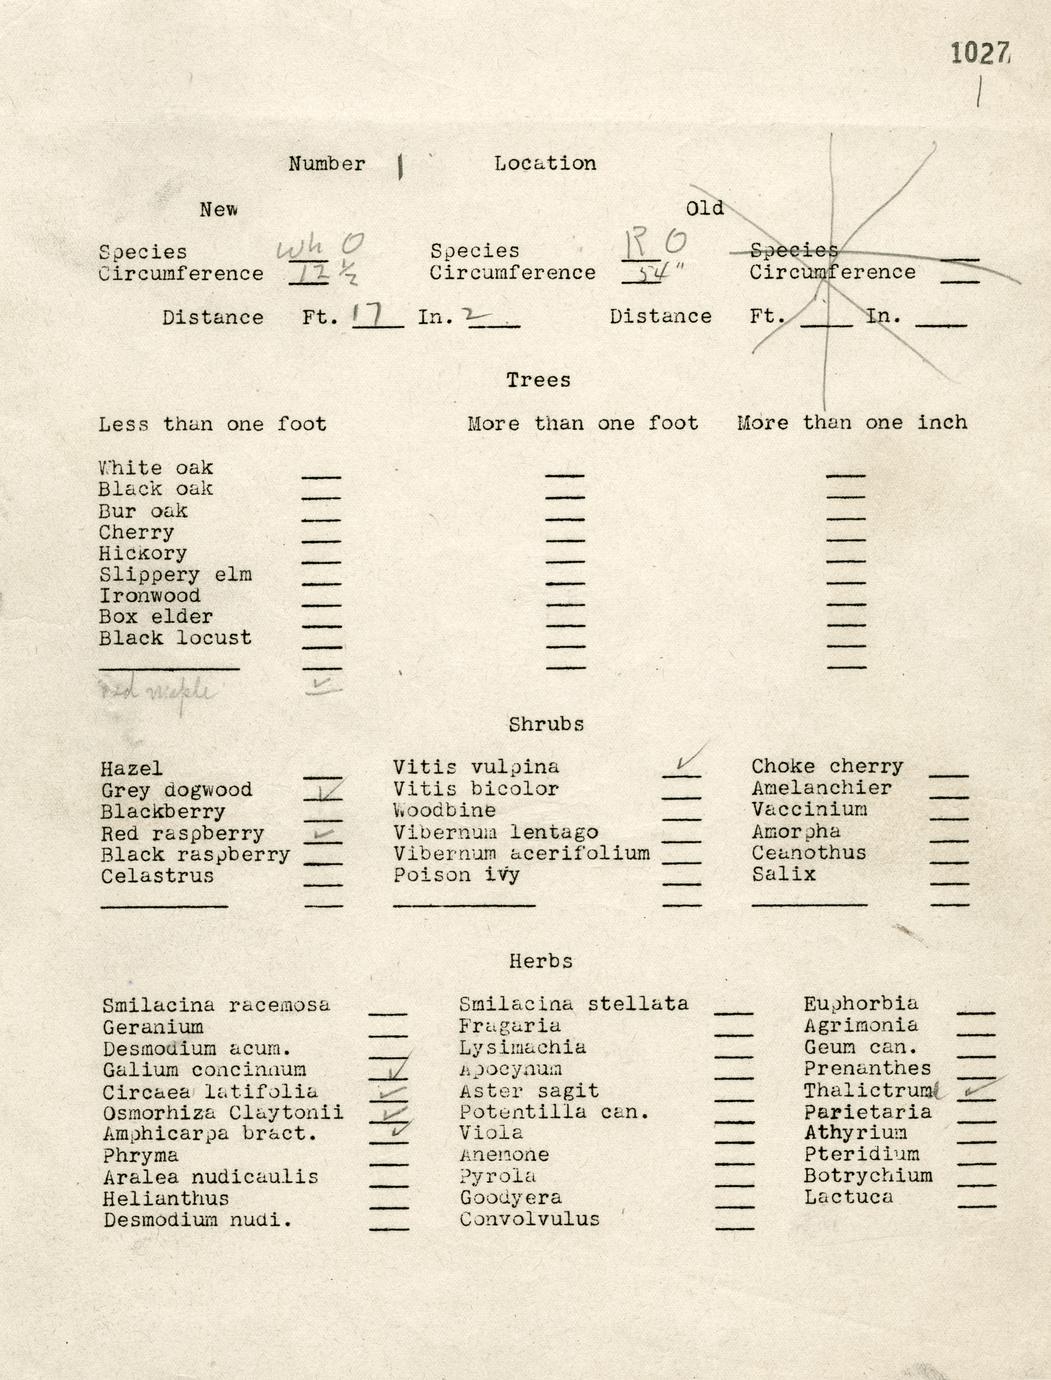 1027
1
Number 1 Location
New Old
Species Wh O Species R O Species
Circumference 12 ½ Circumference 54" Circumference
Distance Ft. 17 In. 2 Distance Ft. In.
Trees
Less than one foot More than one foot More than one inch
White oak
Black oak
Bur oak
Cherry
Hickory
Slippery elm
Ironwood
Box elder
Black locust
red maple ✓
Shrubs
Hazel Vitis vulpina ✓ Choke cherry
Grey dogwood ✓ Vitis bicolor Amelanchier
Blackberry Woodbine Vaccinium
Red raspberry ✓ Vibernum lentago Amorpha
Black raspberry Vibernum acerifolium Ceanothus
Celastrus Poison ivy Salix
Herbs
Smilacina racemosa Smilacina stellata Euphorbia
Geranium Fragaria Agrimonia
Desmodium acum. Lysimachia Geum can.
Galium concinnum ✓ Apocynum Prenanthes
Circaea latifolia ✓ Aster sagit Thalictrum ✓
Osmorhiza Claytonii ✓ Potentilla can. Parietaria
Amphicarpa bract. ✓ Viola Athyrium
Phryma Anemone Pteridium
Aralea nudicaulis Pyrola Botrychium
Helianthus Goodyera Lactuca
Desmodium nudi. Convolvulus